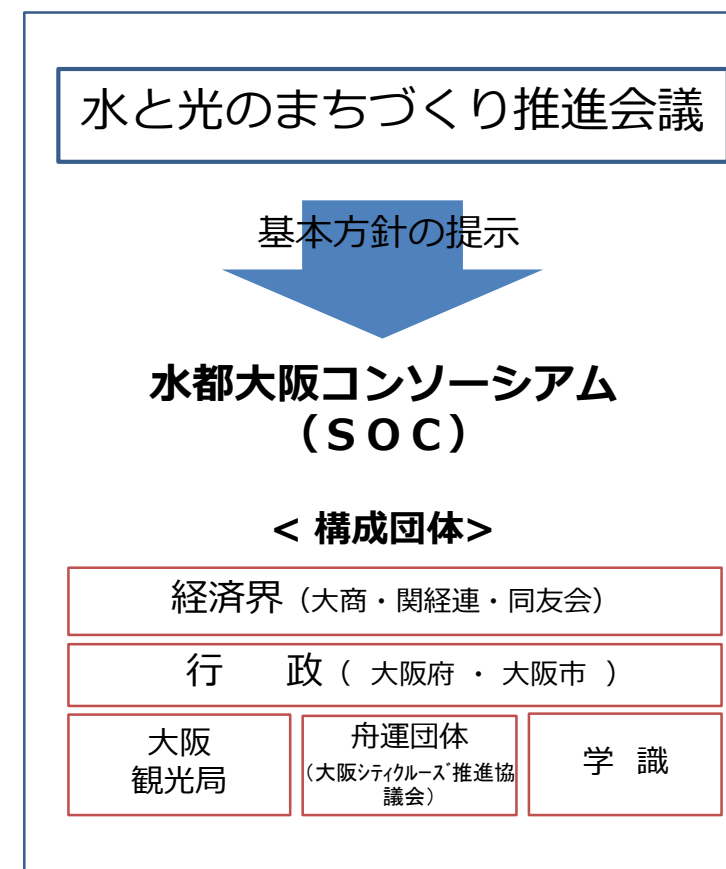 水と光のまちづくり推進会議
基本方針の提示
水都大阪コンソーシアム
（ＳＯＣ）
< 構成団体>
経済界（大商・関経連・同友会）
行　　政（ 大阪府 ・ 大阪市 ）
大阪
観光局
舟運団体
（大阪ｼﾃｨｸﾙｰｽﾞ推進協
議会）
学 識